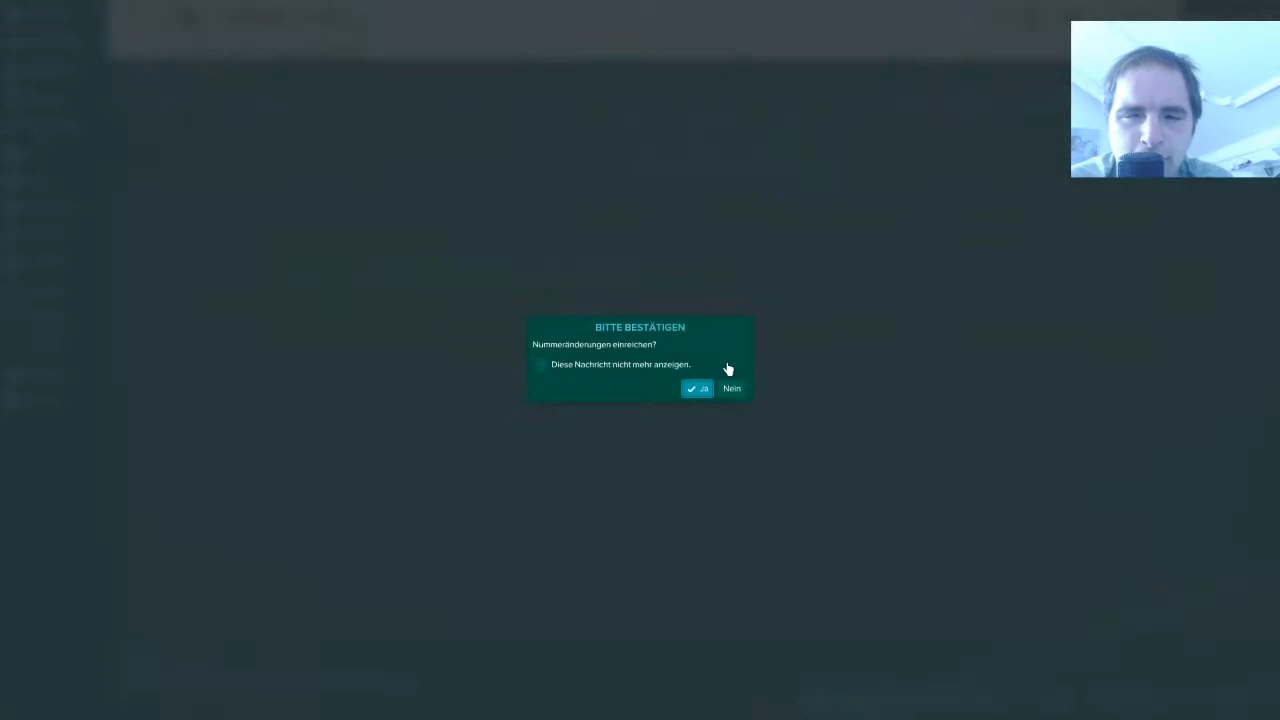 BITTE BESTÄTIGEN
Nummeränderungen einreichen?
Diese Nachricht nicht mehr anzeigen.
Ja
Nein